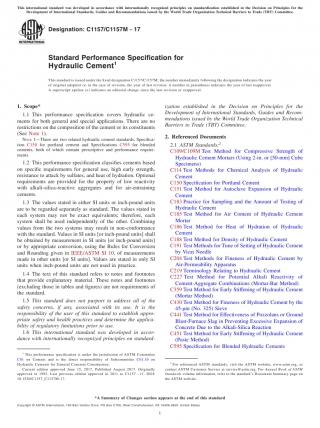 This international standard was developed in accordance with internationally recognized principles on standardization established in the Decision on Principles for the
Development of International Standards, Guides and Recommendations issued by the World Trade Organization Technical Barriers to Trade (TBT) Committee.
Designation: C1157/C1157M − 17
Standard Performance Specification for
Hydraulic Cement1
This standard is issued under the fixed designation C1157/C1157M; the number immediately following the designation indicates the year
of original adoption or, in the case of revision, the year of last revision. A number in parentheses indicates the year of last reapproval.
A superscript epsilon (ε) indicates an editorial change since the last revision or reapproval.
1. Scope*
1.1 This performance specification covers hydraulic cements
for both general and special applications. There are no
restrictions on the composition of the cement or its constituents
(See Note 1).
NOTE 1—There are two related hydraulic cement standards, Specification
C150 for portland cement and Specifications C595 for blended
cements, both of which contain prescriptive and performance requirements.
1.2 This performance specification classifies cements based
on specific requirements for general use, high early strength,
resistance to attack by sulfates, and heat of hydration. Optional
requirements are provided for the property of low reactivity
with alkali-silica-reactive aggregates and for air-entraining
cements.
1.3 The values stated in either SI units or inch-pound units
are to be regarded separately as standard. The values stated in
each system may not be exact equivalents; therefore, each
system shall be used independently of the other. Combining
values from the two systems may result in non-conformance
with the standard. Values in SI units [or inch-pound units] shall
be obtained by measurement in SI units [or inch-pound units]
or by appropriate conversion, using the Rules for Conversion
and Rounding given in IEEE/ASTM SI 10, of measurements
made in other units [or SI units]. Values are stated in only SI
units when inch-pound units are not used in practice.
1.4 The text of this standard refers to notes and footnotes
that provide explanatory material. These notes and footnotes
(excluding those in tables and figures) are not requirements of
the standard.
1.5 This standard does not purport to address all of the
safety concerns, if any, associated with its use. It is the
responsibility of the user of this standard to establish appropriate
safety and health practices and determine the applicability
of regulatory limitations prior to use.
1.6 This international standard was developed in accordance
with internationally recognized principles on standardization
established in the Decision on Principles for the
Development of International Standards, Guides and Recommendations
issued by the World Trade Organization Technical
Barriers to Trade (TBT) Committee.
2. Referenced Documents
2.1 ASTM Standards:2
C109/C109M Test Method for Compressive Strength of
Hydraulic Cement Mortars (Using 2-in. or [50-mm] Cube
Specimens)
C114 Test Methods for Chemical Analysis of Hydraulic
Cement
C150 Specification for Portland Cement
C151 Test Method for Autoclave Expansion of Hydraulic
Cement
C183 Practice for Sampling and the Amount of Testing of
Hydraulic Cement
C185 Test Method for Air Content of Hydraulic Cement
Mortar
C186 Test Method for Heat of Hydration of Hydraulic
Cement
C188 Test Method for Density of Hydraulic Cement
C191 Test Methods for Time of Setting of Hydraulic Cement
by Vicat Needle
C204 Test Methods for Fineness of Hydraulic Cement by
Air-Permeability Apparatus
C219 Terminology Relating to Hydraulic Cement
C227 Test Method for Potential Alkali Reactivity of
Cement-Aggregate Combinations (Mortar-Bar Method)
C359 Test Method for Early Stiffening of Hydraulic Cement
(Mortar Method)
C430 Test Method for Fineness of Hydraulic Cement by the
45-µm (No. 325) Sieve
C441 Test Method for Effectiveness of Pozzolans or Ground
Blast-Furnace Slag in Preventing Excessive Expansion of
Concrete Due to the Alkali-Silica Reaction
C451 Test Method for Early Stiffening of Hydraulic Cement
(Paste Method)
C595 Specification for Blended Hydraulic Cements
1 This performance specification is under the jurisdiction of ASTM Committee
C01 on Cement and is the direct responsibility of Subcommittee C01.10 on
Hydraulic Cements for General Concrete Construction.
2 For referenced ASTM standards, visit the ASTM website, www.astm.org, or
contact ASTM Customer Service at service@astm.org. For Annual Book of ASTM
Standards volume information, refer to the standard's Document Summary page on
the ASTM website.
*A Summary of Changes section appears at the end of this standard
Copyright © ASTM International, 100 Barr Harbor Drive, PO Box C700, West Conshohocken, PA 19428-2959. United States
1